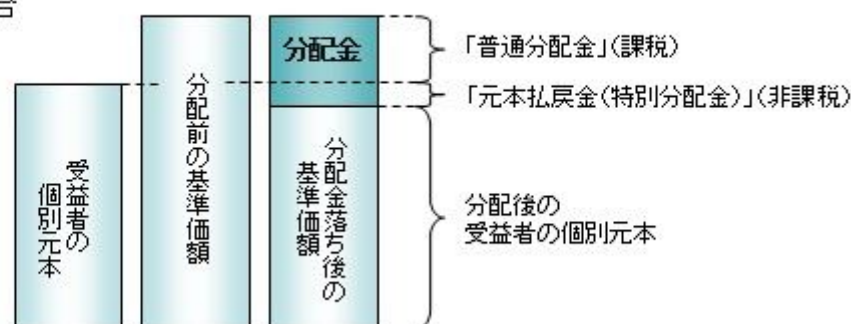 分配金
「普通分配金」(課税)
「元本払戻金(特別分配金)」(非課税)
受益者の
個別元本
分配前の基準価額
分配金落ち後の
基準価額
分配後の
受益者の個別元本